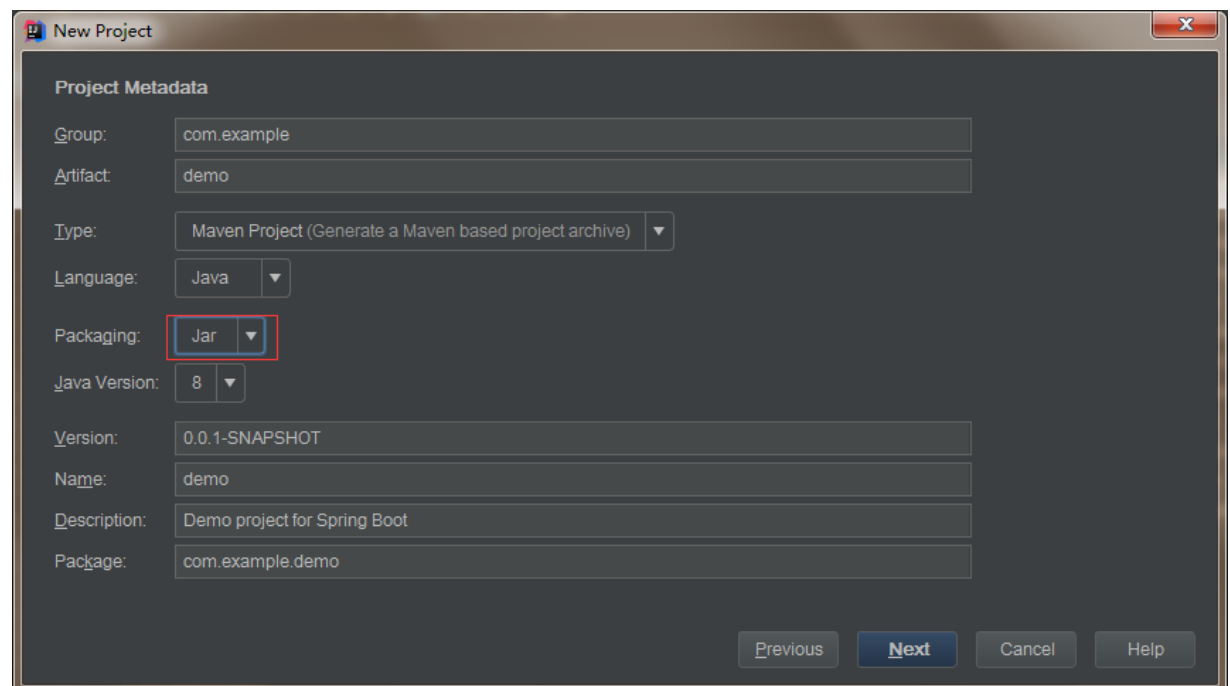 New Project
Project Metadata
Group: com.example
Artifact: demo
Type: Maven Project (Generate a Maven based project archive)
Language: Java
Packaging: Jar
Java Version: 8
Version: 0.0.1-SNAPSHOT
Name: demo
Description: Demo project for Spring Boot
Package: com.example.demo
Previous Next Cancel Help